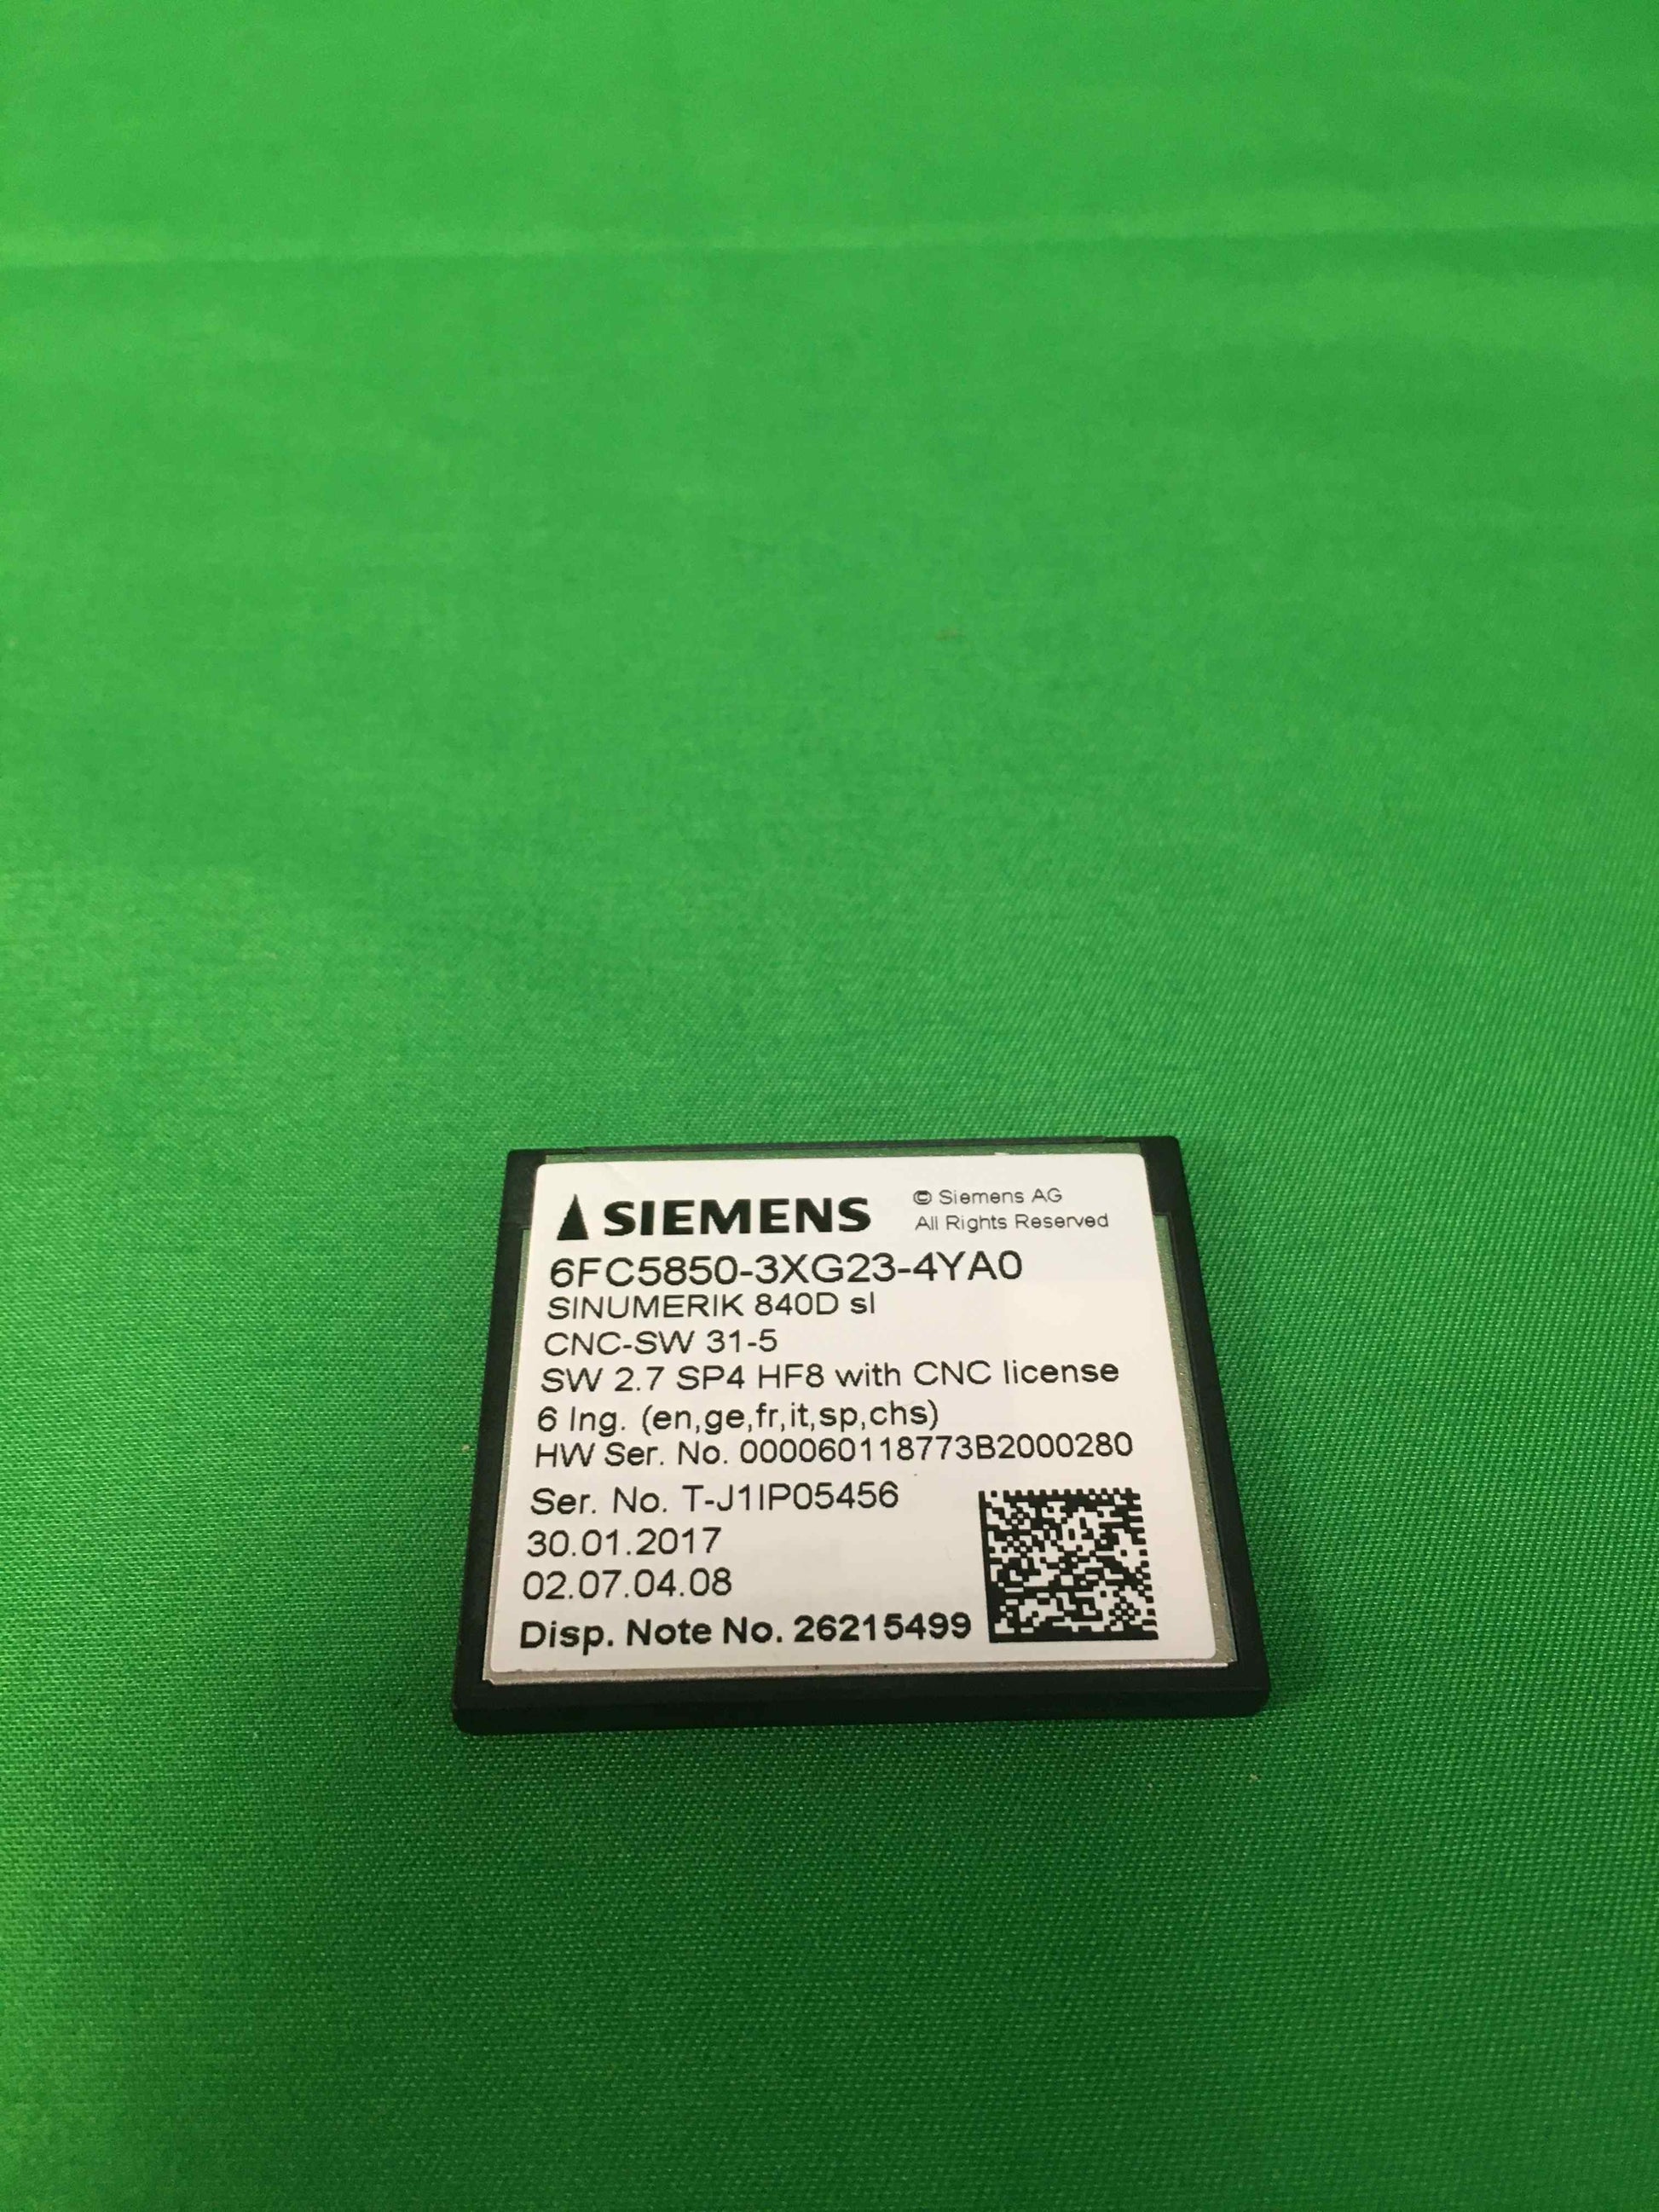 SIEMENS
© Siemens AG
All Rights Reserved
6FC5850-3XG23-4YA0
SINUMERIK 840D sl
CNC-SW 31-5
SW 2.7 SP4 HF8 with CNC license
6 lng. (en,ge,fr,it,sp,chs)
HW Ser. No. 000060118773B2000280
Ser. No. T-J1IP05456
30.01.2017
02.07.04.08
Disp. Note No. 26215499